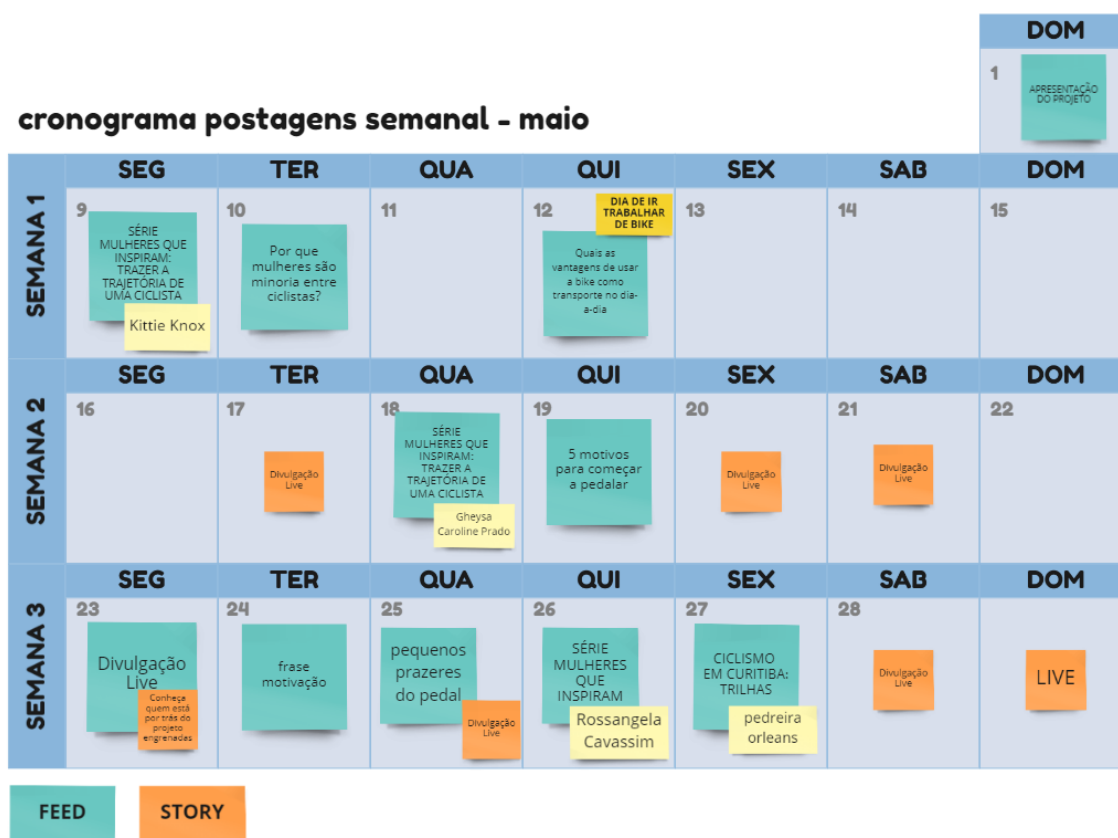 DOM
1
APRESENTAÇÃO
DO PROJETO
cronograma postagens semanal - maio
SEMANA 1
SEG
TER
QUA
QUI
SEX
SAB
DOM
9
SÉRIE
MULHERES QUE
INSPIRAM:
TRAZER A
TRAJETÓRIA DE
UMA CICLISTA
Kittie Knox
10
Por que
mulheres são
minoria entre
ciclistas?
11
12
DIA DE IR
TRABALHAR
DE BIKE
Quais as
vantagens de usar
a bike como
transporte no dia-
a-dia
13
14
15
SEMANA 2
SEG
TER
QUA
QUI
SEX
SAB
DOM
16
17
Divulgação
Live
18
SÉRIE
MULHERES QUE
INSPIRAM:
TRAZER A
TRAJETÓRIA DE
UMA CICLISTA
Gheysa
Caroline Prado
19
5 motivos
para começar
a pedalar
20
Divulgação
Live
21
Divulgação
Live
22
SEMANA 3
SEG
TER
QUA
QUI
SEX
SAB
DOM
23
Divulgação
Live
Conheça
quem está
por trás do
projeto
engrenadas
24
frase
motivação
25
pequenos
prazeres
do pedal
Divulgação
Live
26
SÉRIE
MULHERES
QUE
INSPIRAM
Rossangela
Cavassim
27
CICLISMO
EM CURITIBA:
TRILHAS
pedreira
orleans
28
Divulgação
Live
LIVE
FEED
STORY